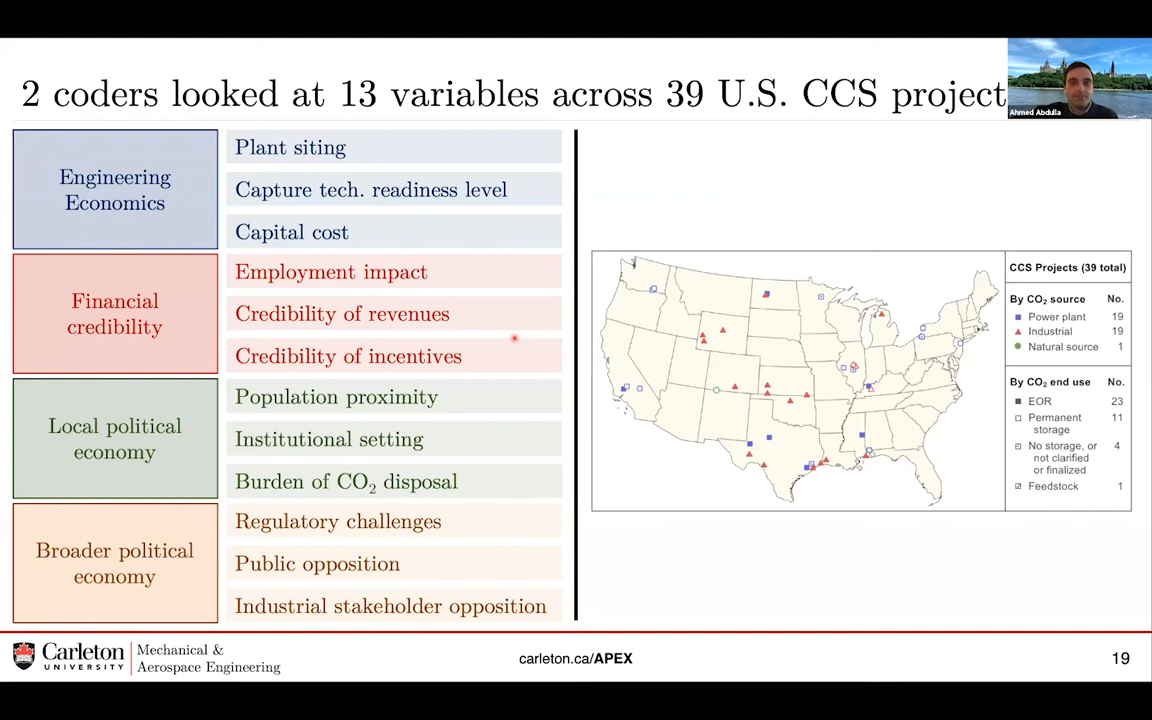 2 coders looked at 13 variables across 39 U.S. CCS project
Ahmed Abdulla
Engineering
Economics
Plant siting
Capture tech. readiness level
Capital cost
Financial
credibility
Employment impact
Credibility of revenues
Credibility of incentives
Local political
economy
Population proximity
Institutional setting
Burden of CO₂ disposal
Broader political
economy
Regulatory challenges
Public opposition
Industrial stakeholder opposition
CCS Projects (39 total)
By CO₂ source No.
Power plant 19
Industrial 19
Natural source 1
By CO₂ end use No.
EOR 23
Permanent 11
storage
No storage, or 4
not clarified
or finalized
Feedstock 1
Carleton
UNIVERSITY
Mechanical &
Aerospace Engineering
carleton.ca/APEX
19